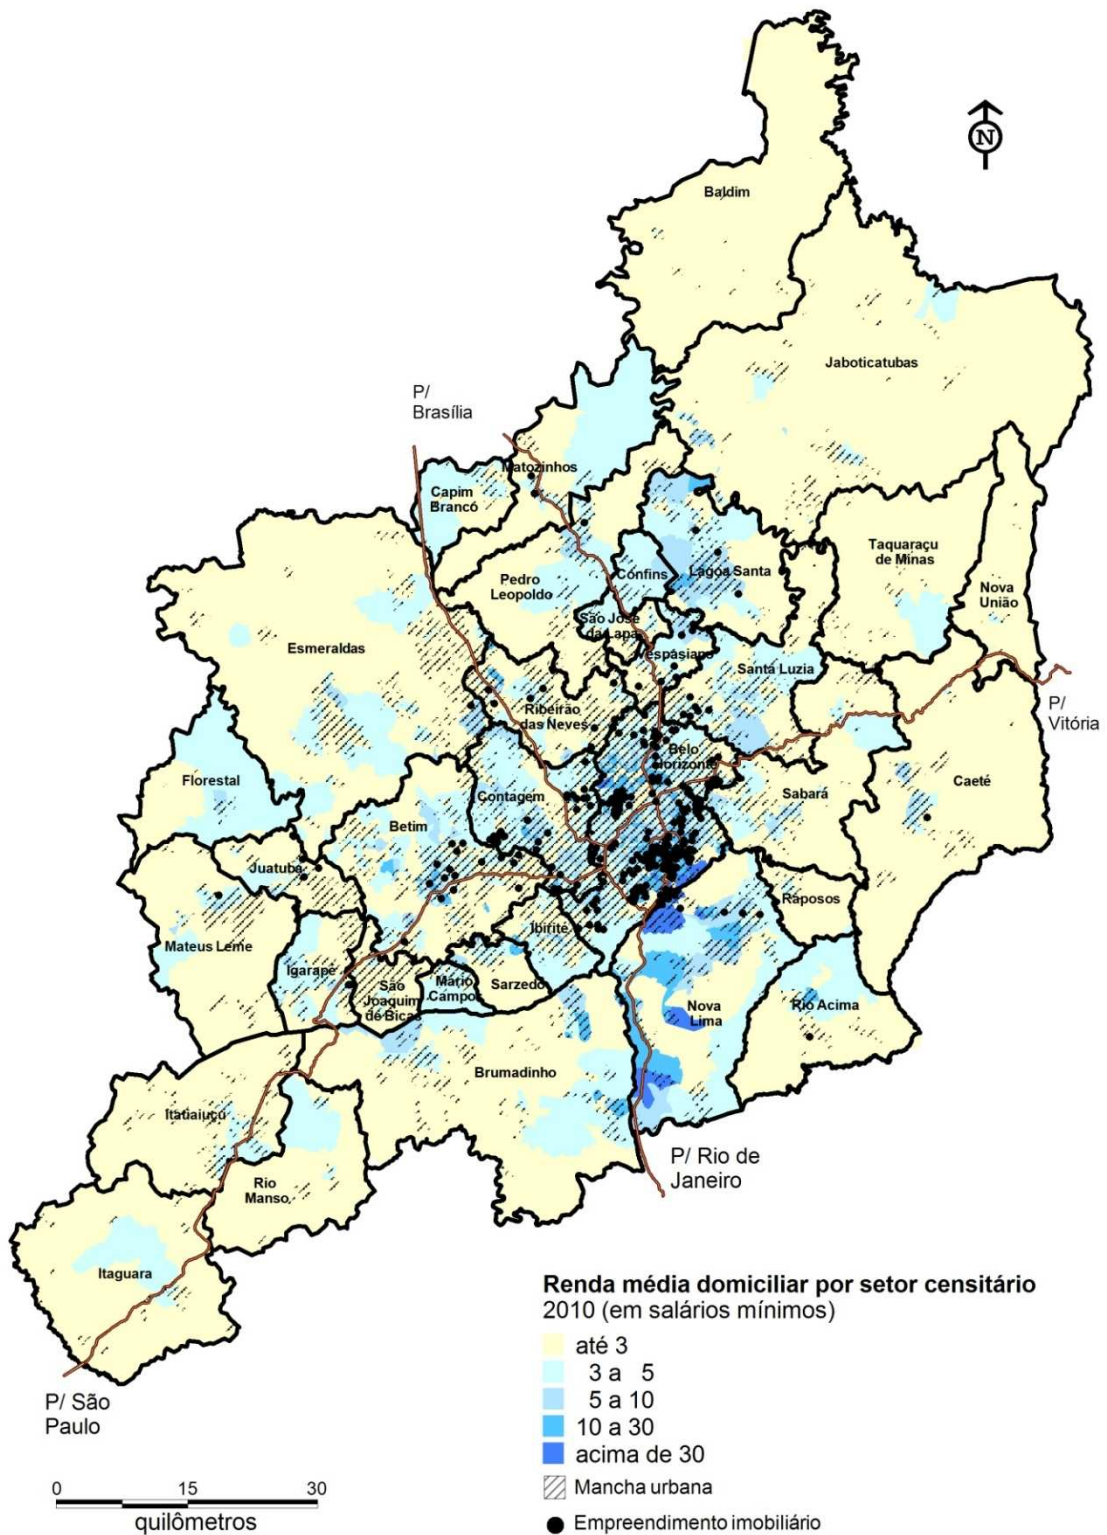 N
Baldim
Jaboticatubas
P/
Brasília
Matozinhos
Capim
Branco
Taquaraçu
de Minas
Pedro
Leopoldo
Confins
Lagoa Santa
Nova
União
São José
da Lapa
Esmeraldas
Vespasiano
Santa Luzia
P/
Vitória
Ribeirão
das Neves
Belo
Horizonte
Florestal
Contagem
Sabará
Caeté
Betim
Juatuba
Raposos
Ibirité
Mateus Leme
Igarapé
São
Joaquim
de Bicas
Mário
Campo
Sarzedo
Nova
Lima
Rio Acima
Brumadinho
Itatiaiuçu
P/ Rio de
Janeiro
Rio
Manso
Itaguara
P/ São
Paulo
Renda média domiciliar por setor censitário
2010 (em salários mínimos)
até 3
3 a 5
5 a 10
10 a 30
acima de 30
Mancha urbana
Empreendimento imobiliário
0 15 30
quilômetros